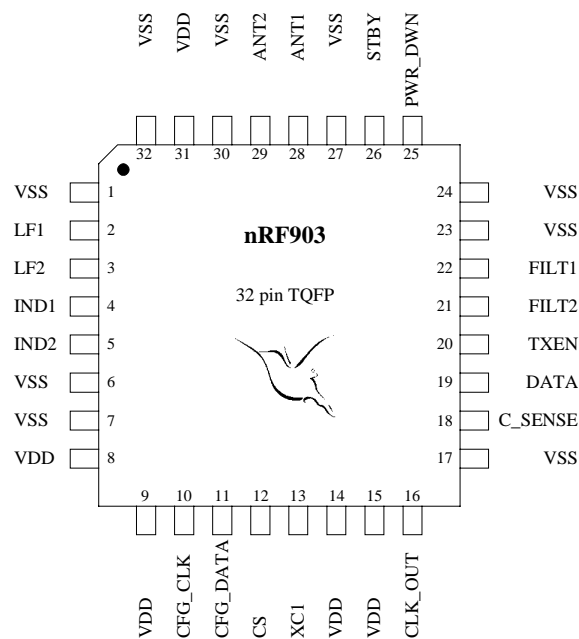 VSS
VDD
VSS
ANT2
ANT1
VSS
STBY
PWR_DWN
32
31
30
29
28
27
26
25
VSS 1
LF1 2
LF2 3
IND1 4
IND2 5
VSS 6
VSS 7
VDD 8
nRF903
32 pin TQFP
24 VSS
23 VSS
22 FILT1
21 FILT2
20 TXEN
19 DATA
18 C_SENSE
17 VSS
9
10
11
12
13
14
15
16
VDD
CFG_CLK
CFG_DATA
CS
XC1
VDD
VDD
CLK_OUT